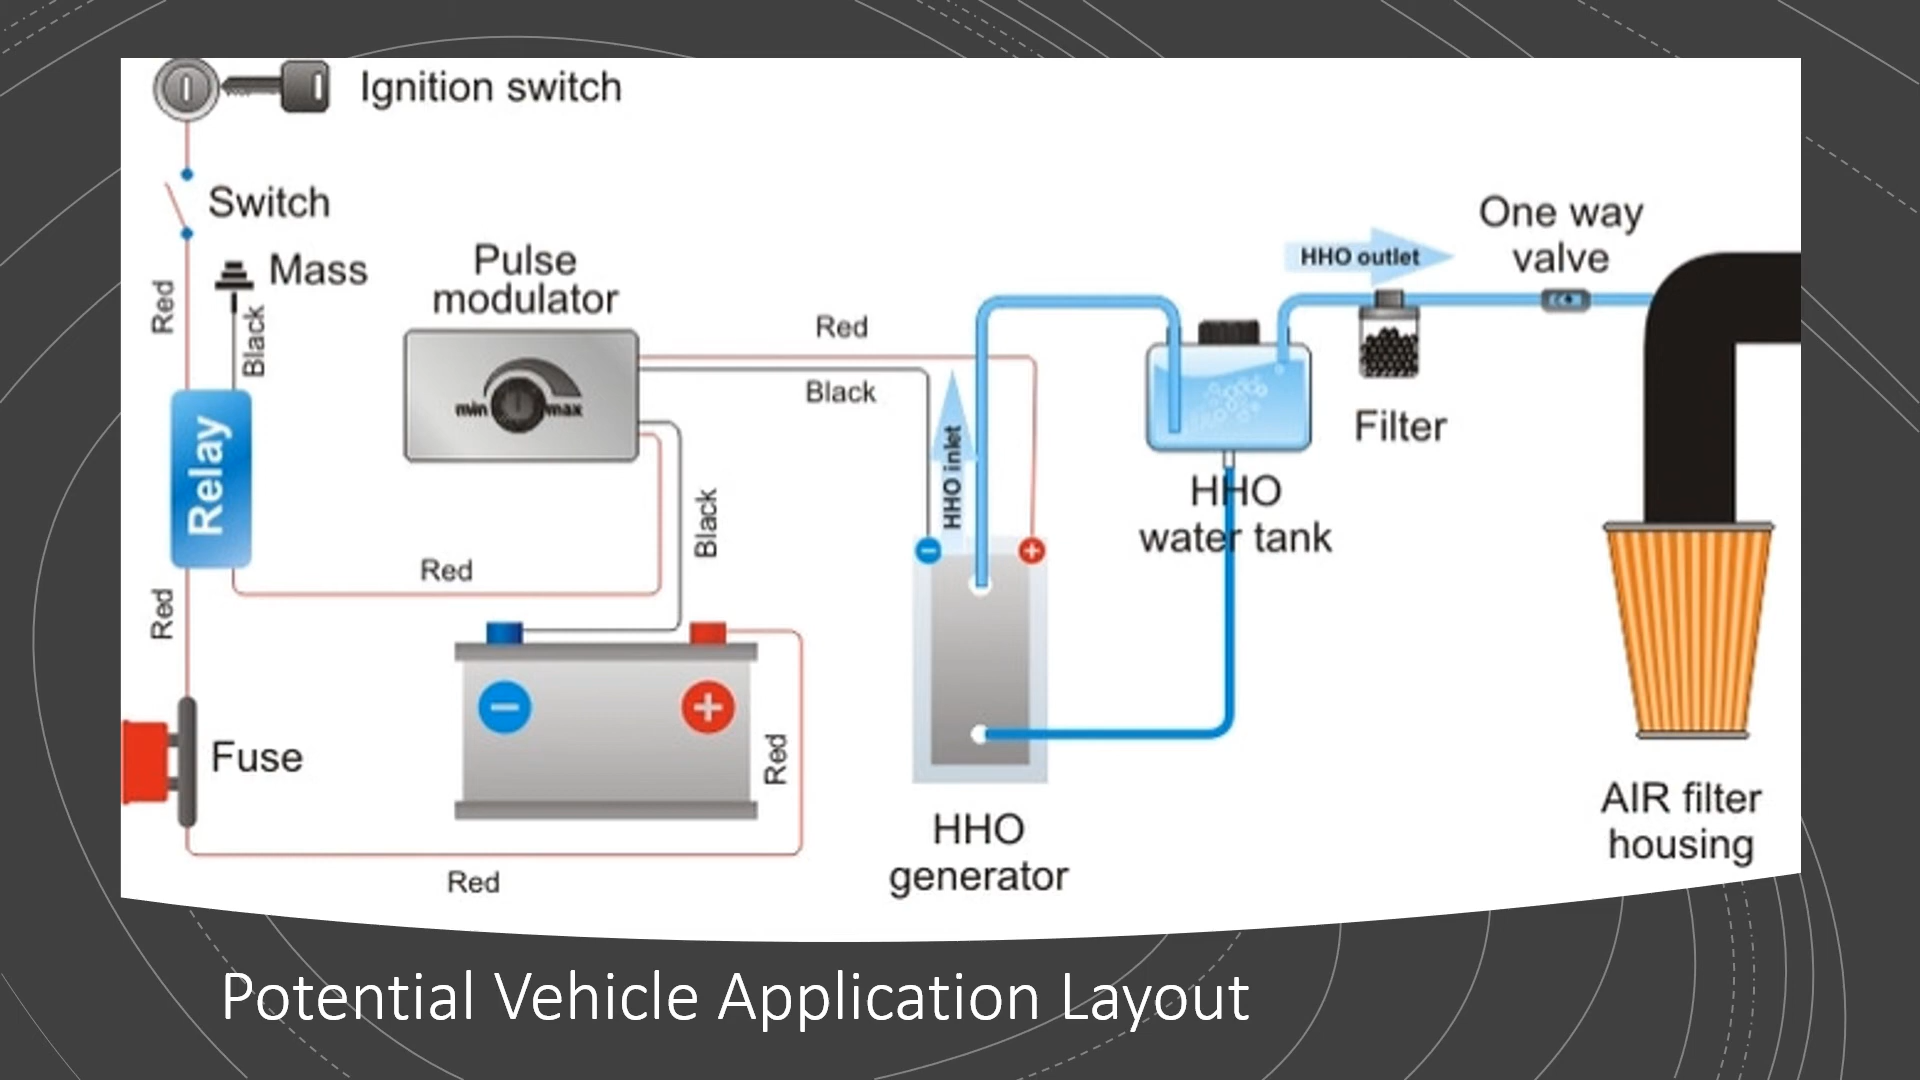 Ignition switch
Switch
Mass
Red
Black
Relay
Red
Fuse
Red
Pulse
modulator
min max
Red
Black
Black
Red
−
+
Red
HHO inlet
−
+
HHO
generator
HHO
water tank
HHO outlet
Filter
One way
valve
AIR filter
housing
Potential Vehicle Application Layout